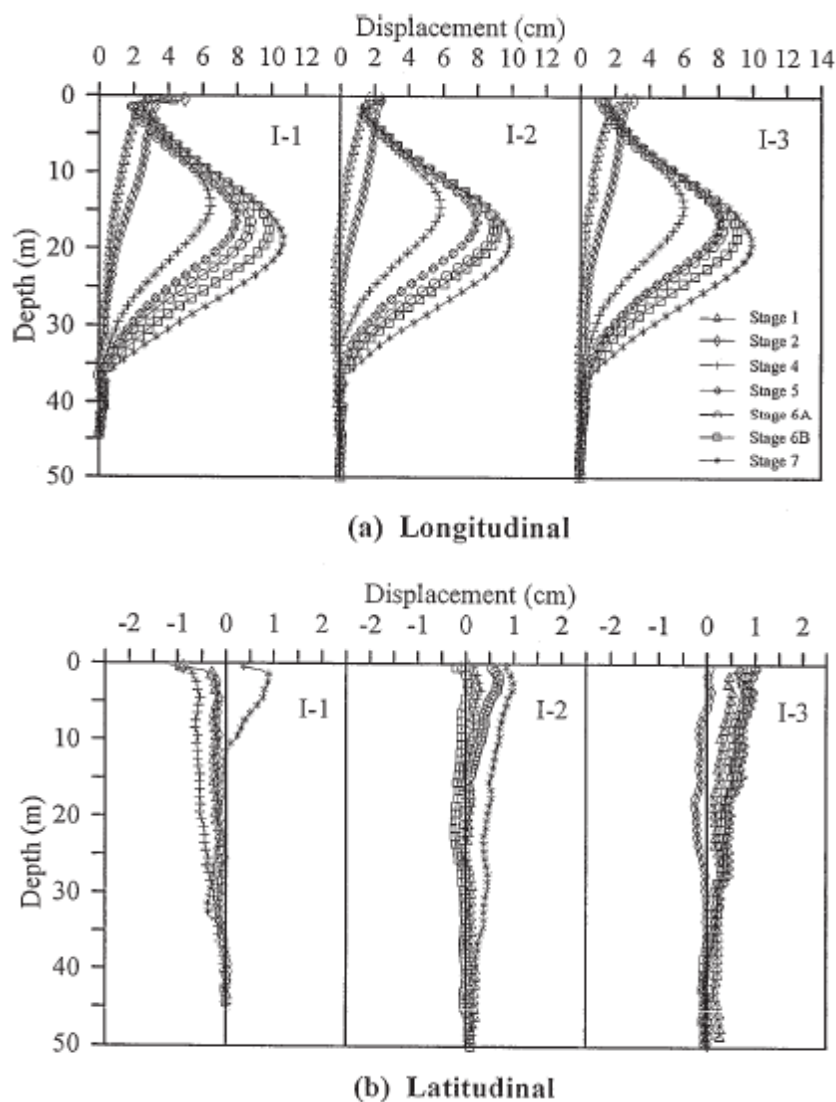 Displacement (cm)
0 2 4 6 8 10 12 0 2 4 6 8 10 12 0 2 4 6 8 10 12 14
0
10
20
30
40
50
Depth (m)
I-1
I-2
I-3
Stage 1
Stage 2
Stage 4
Stage 5
Stage 6A
Stage 6B
Stage 7
(a) Longitudinal
Displacement (cm)
-2 -1 0 1 2 -2 -1 0 1 2 -2 -1 0 1 2
0
10
20
30
40
50
Depth (m)
I-1
I-2
I-3
(b) Latitudinal